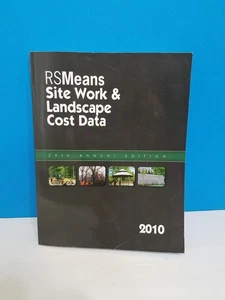 RSMeans
Site Work &
Landscape
Cost Data
29TH ANNUAL EDITION
2010